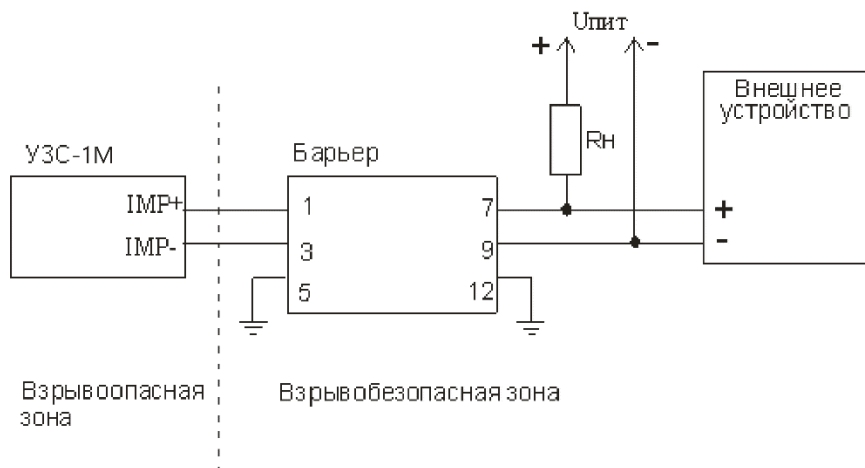 Uпит
+ -
Внешнее
устройство
Rн
УЗС-1М
Барьер
IMP+ 1 7 +
IMP- 3 9 -
5 12
Взрывоопасная
зона
Взрывобезопасная зона